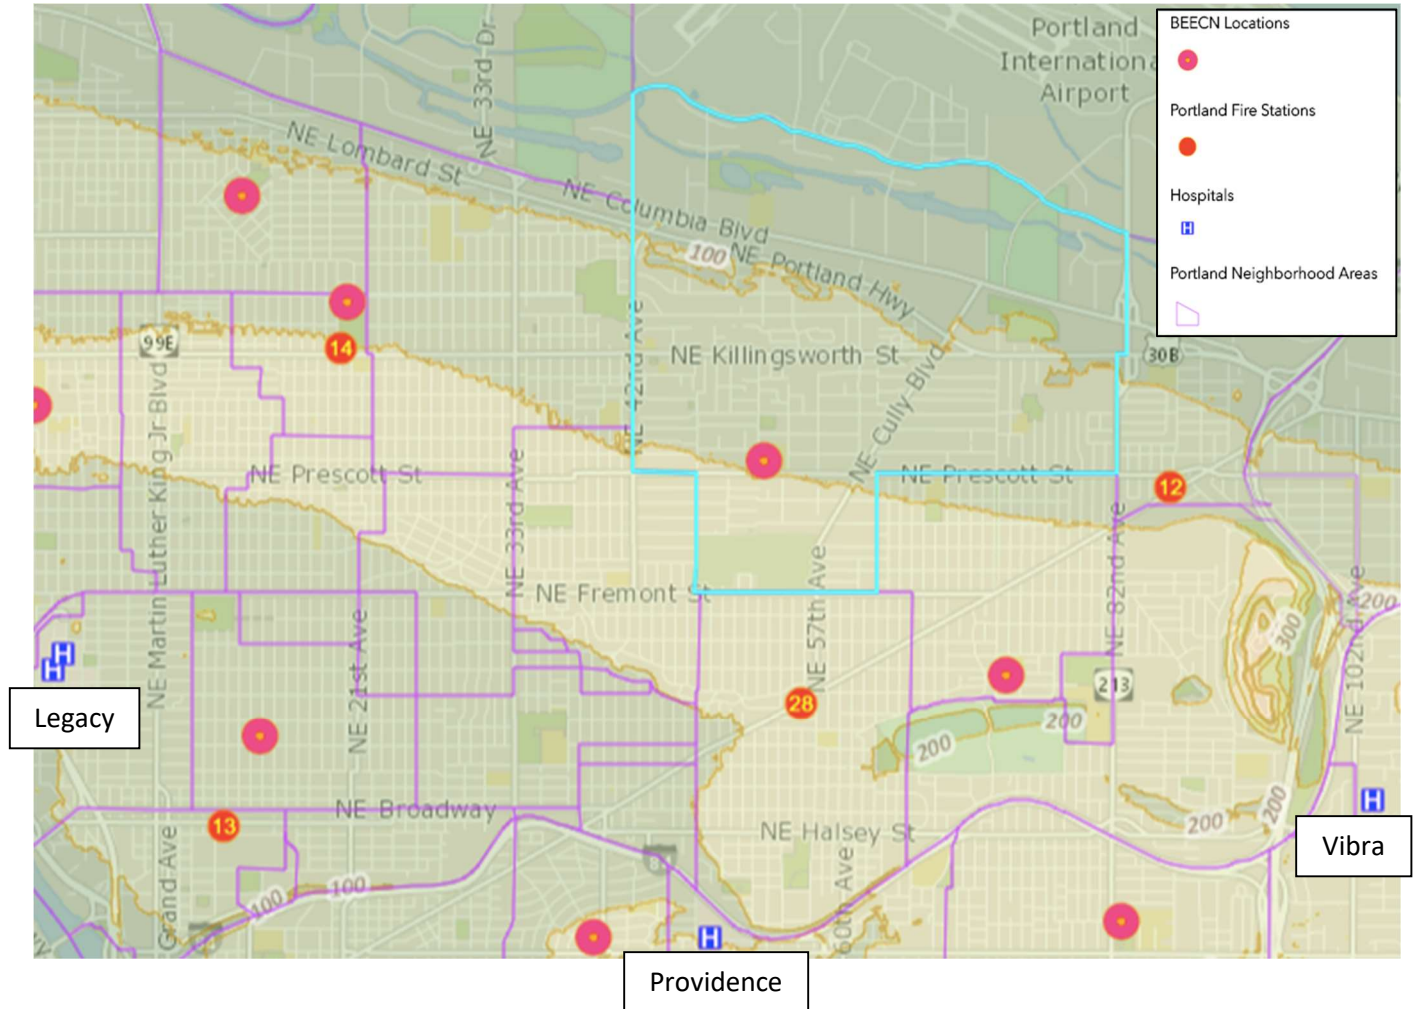 Portland
Internationa
Airport
BEECN Locations
Portland Fire Stations
Hospitals
H
Portland Neighborhood Areas
NE 33rd Dr
NE Lombard St
NE Columbia Blvd
100
NE Portland Hwy
NE 42nd Ave
99E
14
NE Killingsworth St
30B
NE Cully Blvd
NE Prescott St
NE Prescott St
12
NE Martin Luther King Jr Blvd
NE 33rd Ave
NE 82nd Ave
NE Fremont St
NE 57th Ave
NE 102nd Ave
200
300
H
H
NE 21st Ave
213
Legacy
28
200
200
NE Broadway
13
NE Halsey St
200
200
H
Vibra
Grand Ave
100
100
60th Ave
H
Providence